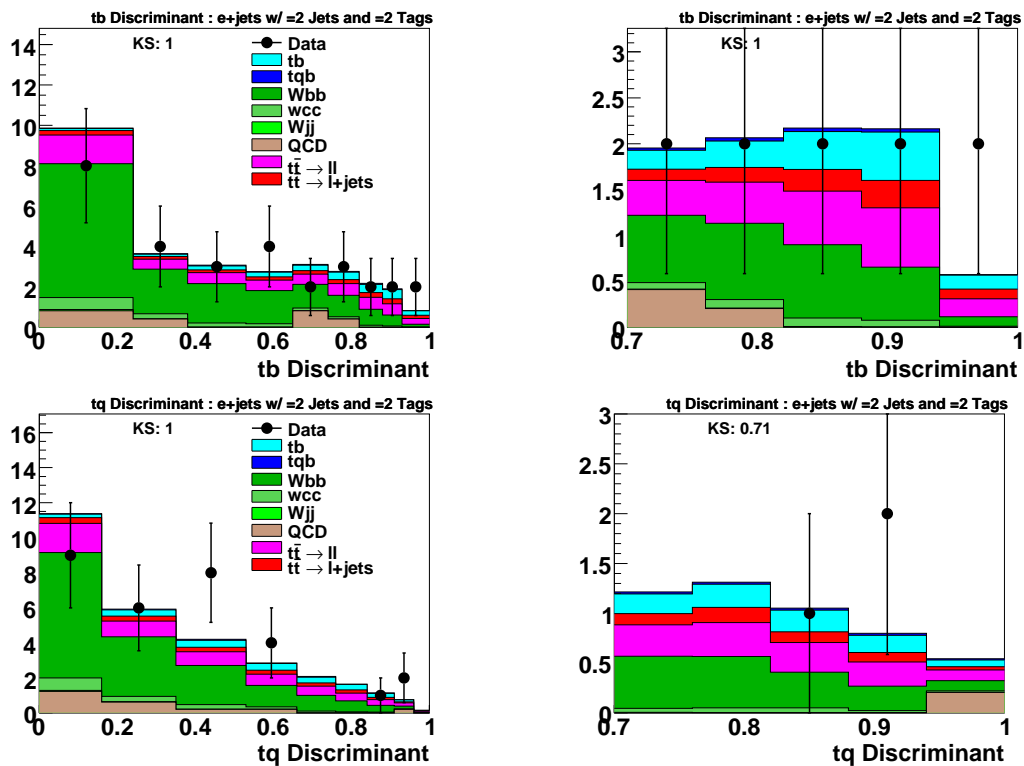 tb Discriminant : e+jets w/ =2 Jets and =2 Tags
KS: 1
Data
tb
tqb
Wbb
wcc
Wjj
QCD
tt̄ → ll
tt̄ → l+jets
14
12
10
8
6
4
2
0
0 0.2 0.4 0.6 0.8 1
tb Discriminant
tb Discriminant : e+jets w/ =2 Jets and =2 Tags
KS: 1
3
2.5
2
1.5
1
0.5
0
0.7 0.8 0.9 1
tb Discriminant
tq Discriminant : e+jets w/ =2 Jets and =2 Tags
KS: 1
Data
tb
tqb
Wbb
wcc
Wjj
QCD
tt̄ → ll
tt̄ → l+jets
16
14
12
10
8
6
4
2
0
0 0.2 0.4 0.6 0.8 1
tq Discriminant
tq Discriminant : e+jets w/ =2 Jets and =2 Tags
KS: 0.71
3
2.5
2
1.5
1
0.5
0
0.7 0.8 0.9 1
tq Discriminant